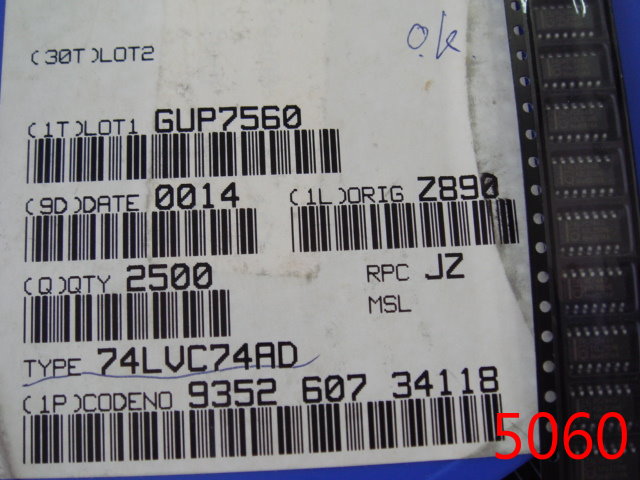 (30T)LOT2
O.K
(1T)LOT1 GUP7560
(9D)DATE 0014 (1L)ORIG Z890
(Q)QTY 2500 RPC JZ
MSL
TYPE 74LVC74AD
(1P)CODENO 9352 607 34118
5060